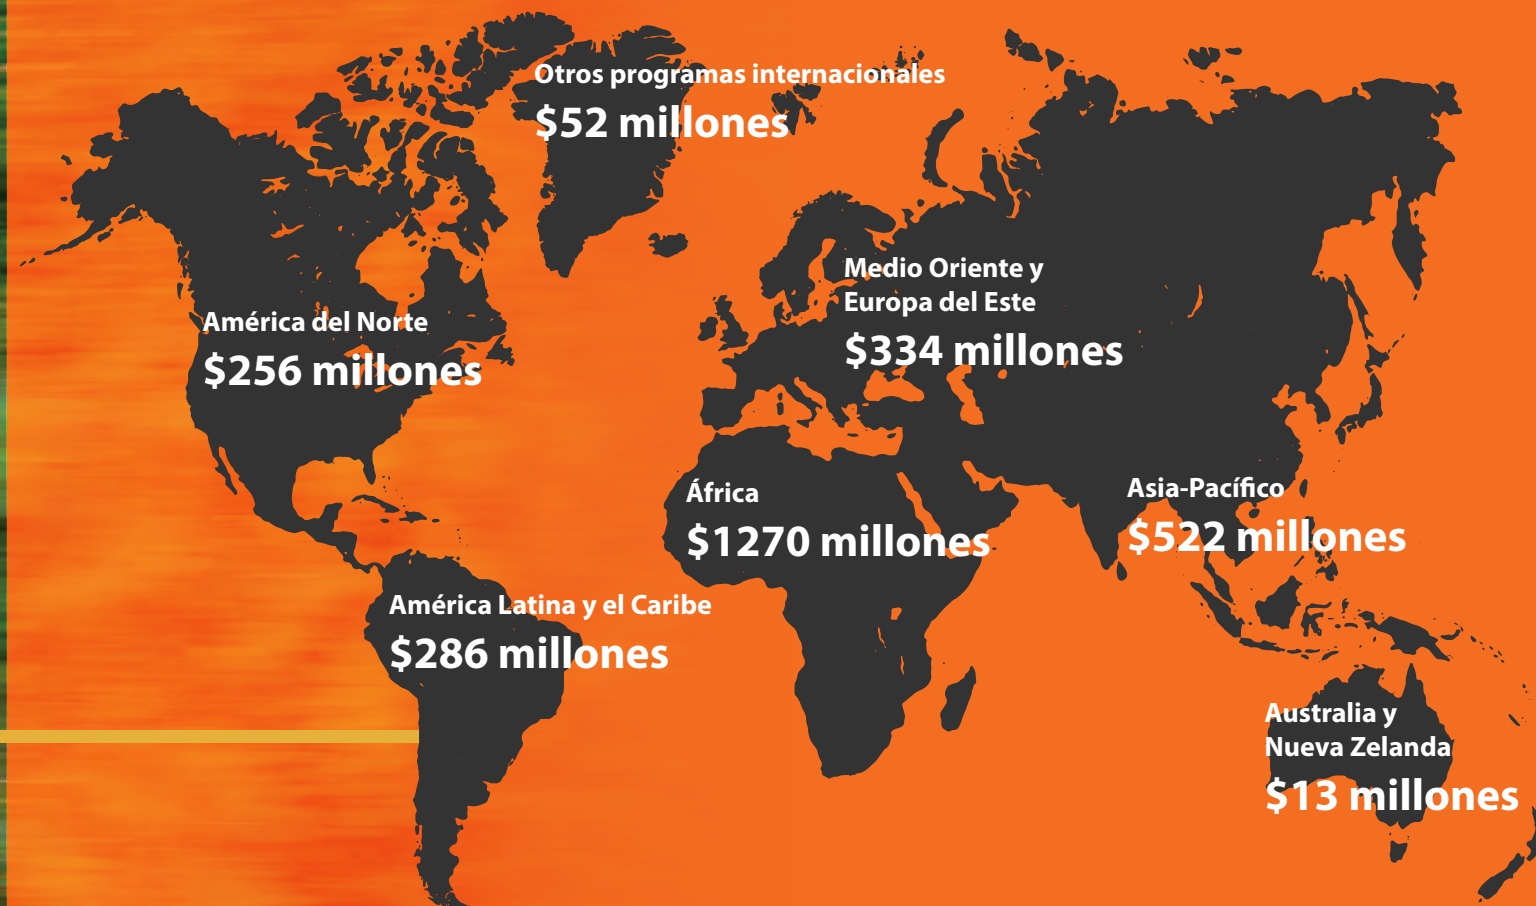 Otros programas internacionales
$52 millones
Medio Oriente y
Europa del Este
$334 millones
América del Norte
$256 millones
África
$1270 millones
Asia-Pacífico
$522 millones
América Latina y el Caribe
$286 millones
Australia y
Nueva Zelanda
$13 millones